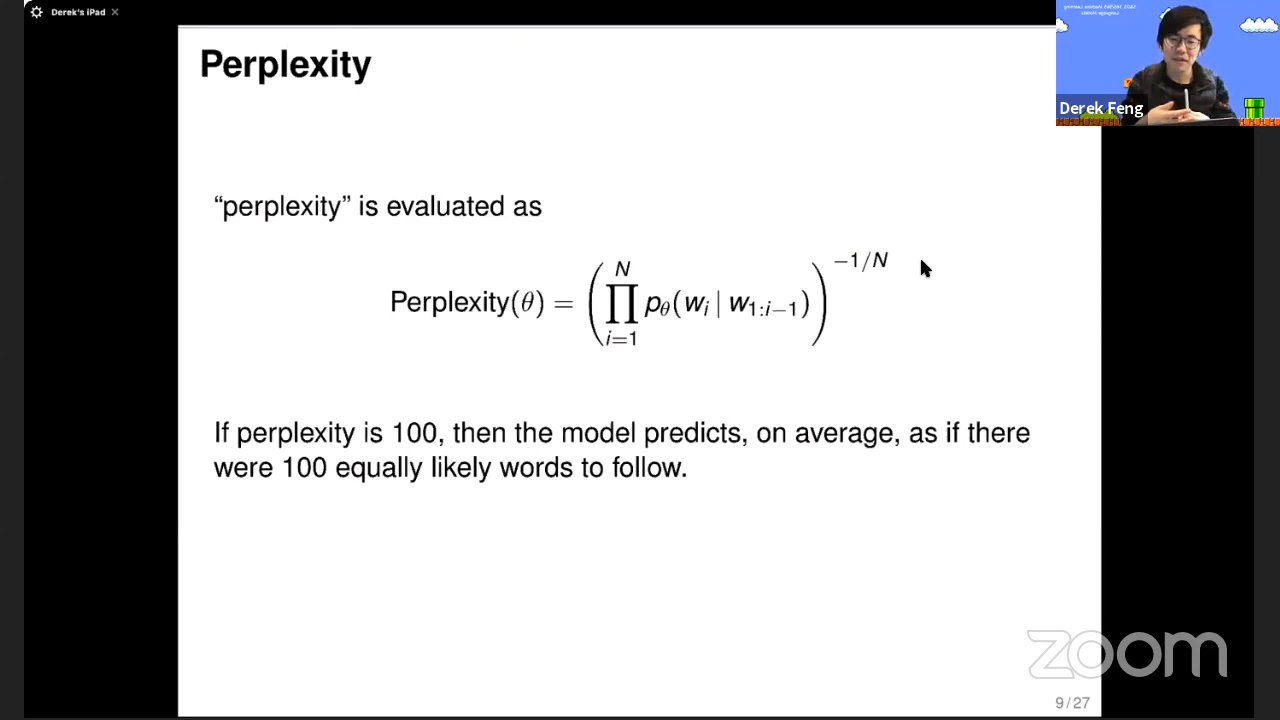 Derek's iPad
Perplexity
Derek Feng
“perplexity” is evaluated as
Perplexity(θ) = (∏_{i=1}^{N} p_θ(w_i | w_{1:i−1}))^{−1/N}
If perplexity is 100, then the model predicts, on average, as if there
were 100 equally likely words to follow.
zoom
9/27